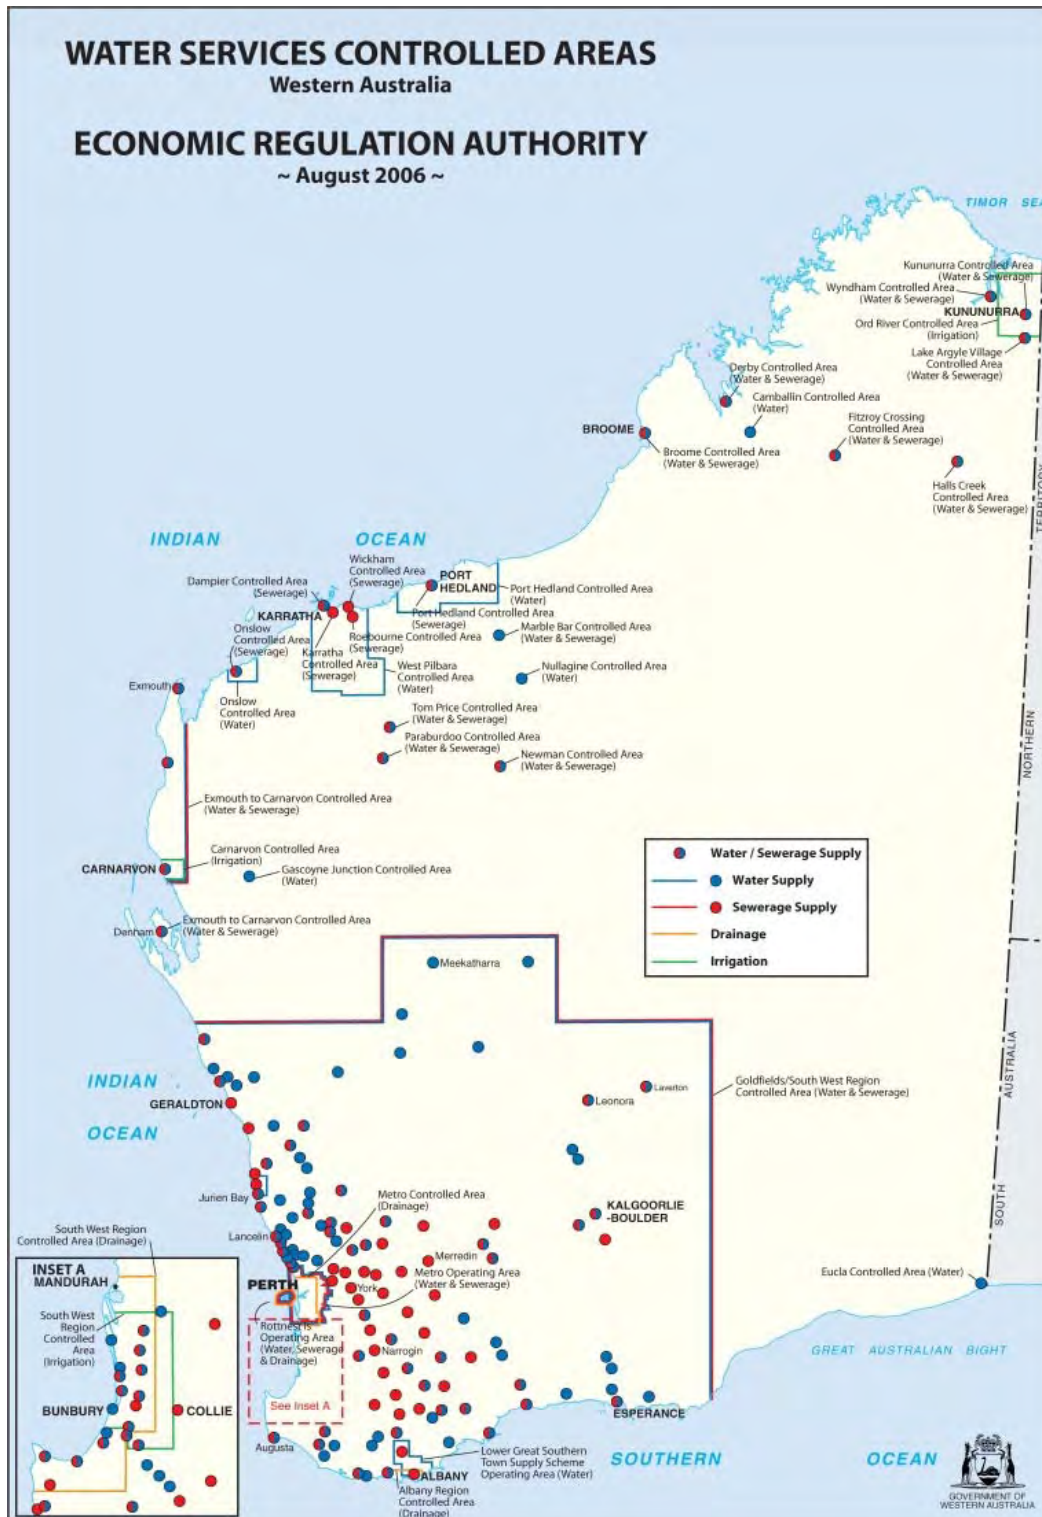 WATER SERVICES CONTROLLED AREAS
Western Australia
ECONOMIC REGULATION AUTHORITY
~ August 2006 ~
TIMOR SEA
Kununurra Controlled Area
(Water & Sewerage)
Wyndham Controlled Area
(Water & Sewerage)
KUNUNURRA
Ord River Controlled Area
(Irrigation)
Lake Argyle Village
Controlled Area
(Water & Sewerage)
Derby Controlled Area
(Water & Sewerage)
Camballin Controlled Area
(Water)
BROOME
Fitzroy Crossing
Controlled Area
(Water & Sewerage)
Broome Controlled Area
(Water & Sewerage)
Halls Creek
Controlled Area
(Water & Sewerage)
INDIAN OCEAN
Wickham
Controlled Area
(Sewerage)
Dampier Controlled Area
(Sewerage)
PORT
HEDLAND
Port Hedland Controlled Area
(Water)
KARRATHA
Port Hedland Controlled Area
(Sewerage)
Onslow
Controlled Area
(Sewerage)
Roebourne Controlled Area
(Sewerage)
Marble Bar Controlled Area
(Water & Sewerage)
Karratha
Controlled Area
(Sewerage)
West Pilbara
Controlled Area
(Water)
Nullagine Controlled Area
(Water)
Exmouth
Onslow
Controlled Area
(Water)
Tom Price Controlled Area
(Water & Sewerage)
Paraburdoo Controlled Area
(Water & Sewerage)
Newman Controlled Area
(Water & Sewerage)
NORTHERN
TERRITORY
Exmouth to Carnarvon Controlled Area
(Water & Sewerage)
Carnarvon Controlled Area
(Irrigation)
CARNARVON
Gascoyne Junction Controlled Area
(Water)
Water / Sewerage Supply
Water Supply
Sewerage Supply
Drainage
Irrigation
Exmouth to Carnarvon Controlled Area
(Water & Sewerage)
Denham
Meekatharra
INDIAN
OCEAN
GERALDTON
Laverton
Leonora
Goldfields/South West Region
Controlled Area (Water & Sewerage)
SOUTH
AUSTRALIA
Jurien Bay
Metro Controlled Area
(Drainage)
KALGOORLIE
-BOULDER
South West Region
Controlled Area (Drainage)
Lancelin
Merredin
Metro Operating Area
(Water & Sewerage)
PERTH
York
Eucla Controlled Area (Water)
INSET A
MANDURAH
South West
Region
Controlled
Area
(Irrigation)
Rottnest Is
Operating Area
(Water, Sewerage
& Drainage)
Narrogin
GREAT AUSTRALIAN BIGHT
BUNBURY
COLLIE
See Inset A
ESPERANCE
Augusta
Lower Great Southern
Town Supply Scheme
Operating Area (Water)
SOUTHERN OCEAN
ALBANY
Albany Region
Controlled Area
(Drainage)
GOVERNMENT OF
WESTERN AUSTRALIA